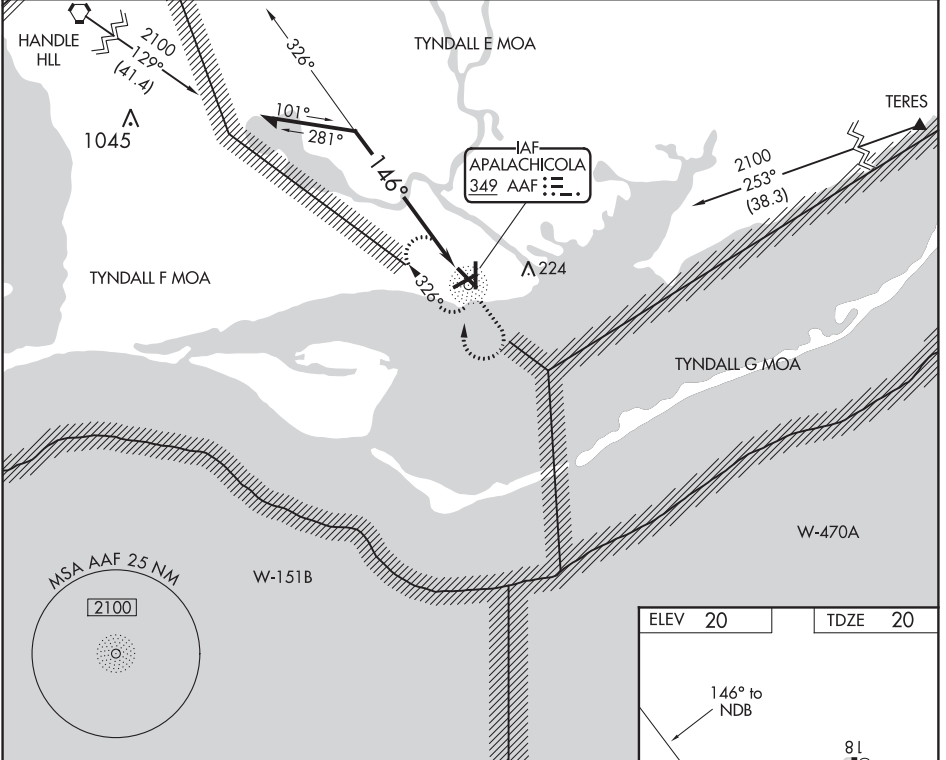 HANDLE
HLL
2100
129°
(41.4)
1045
326°
TYNDALL E MOA
101°
281°
146°
IAF
APALACHICOLA
349 AAF
TERES
2100
253°
(38.3)
224
326°
TYNDALL F MOA
TYNDALL G MOA
W-470A
W-151B
MSA AAF 25 NM
2100
ELEV 20
TDZE 20
146° to
NDB
18